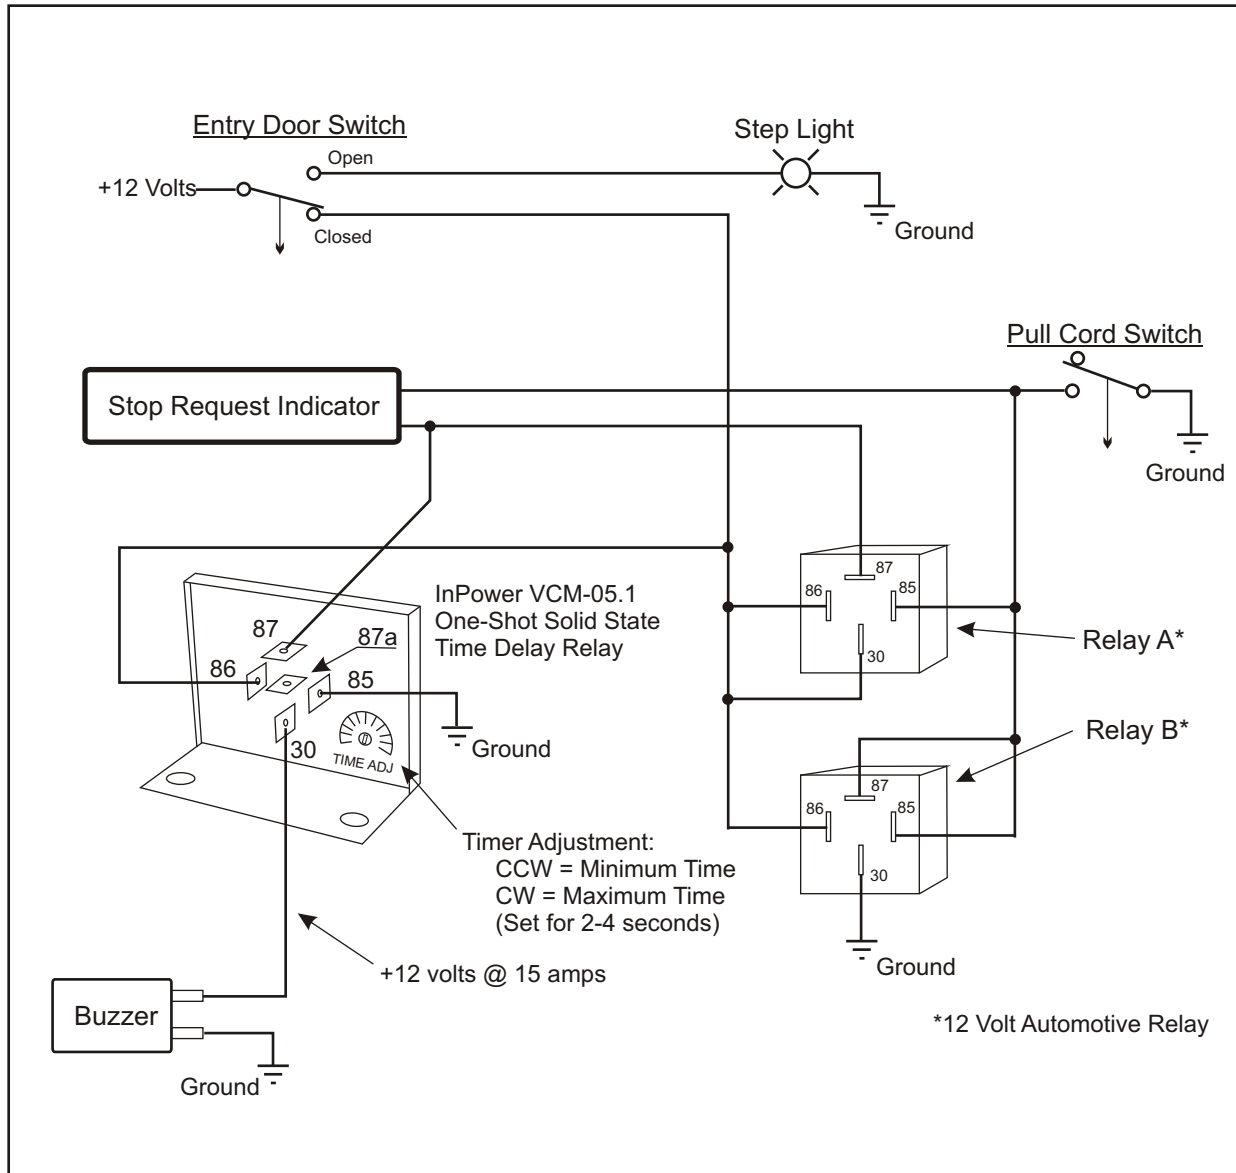 Entry Door Switch
Open
+12 Volts
Closed
Step Light
Ground
Pull Cord Switch
Ground
Stop Request Indicator
InPower VCM-05.1
One-Shot Solid State
Time Delay Relay
87
87a
86
85
30
TIME ADJ
Ground
87
86
85
30
Relay A*
Relay B*
87
86
85
30
Ground
Timer Adjustment:
CCW = Minimum Time
CW = Maximum Time
(Set for 2-4 seconds)
+12 volts @ 15 amps
Buzzer
Ground
*12 Volt Automotive Relay